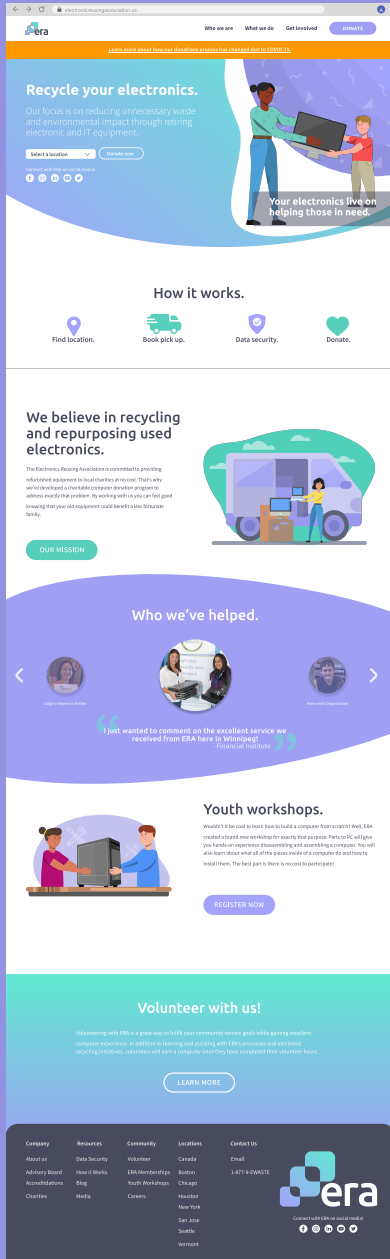 electronicreusingassociation.us
era
Who we are
What we do
Get involved
DONATE
Learn more about how our donations process has changed due to COVID-19.
Recycle your electronics.
Our focus is on reducing unnecessary waste
and environmental impact through retiring
electronic and IT equipment.
Select a location
Donate now
Connect with ERA on social media!
Your electronics live on
helping those in need.
How it works.
Find location.
Book pick up.
Data security.
Donate.
We believe in recycling
and repurposing used
electronics.
The Electronics Reusing Association is committed to providing
refurbished equipment to local charities at no cost. That's why
we've developed a charitable computer donation program to
address exactly that problem. By working with us you can feel good
knowing that your old equipment could benefit a less fortunate
family.
OUR MISSION
Who we've helped.
Calgary Women's Shelter
Nonprofit Organization
“I just wanted to comment on the excellent service we
received from ERA here in Winnipeg! ”
- Financial Institute
Youth workshops.
Wouldn't it be cool to learn how to build a computer from scratch? Well, ERA
created a brand new workshop for exactly that purpose. Parts to PC will give
you hands-on experience disassembling and assembling a computer. You will
also learn about what all of the pieces inside of a computer do and how to
install them. The best part is there is no cost to participate!
REGISTER NOW
Volunteer with us!
Volunteering with ERA is a great way to fulfill your community service goals while gaining excellent
computer experience. In addition to learning and assisting with ERA's processes and electronic
recycling initiatives, volunteers will earn a computer once they have completed their volunteer hours.
LEARN MORE
Company
About us
Advisory Board
Accreditdations
Charities
Resources
Data Security
How It Works
Blog
Media
Community
Volunteer
ERA Memberships
Youth Workshops
Careers
Locations
Canada
Boston
Chicago
Houston
New York
San Jose
Seattle
Vermont
Contact Us
Email
1-877-9-EWASTE
era
Connect with ERA on social media!